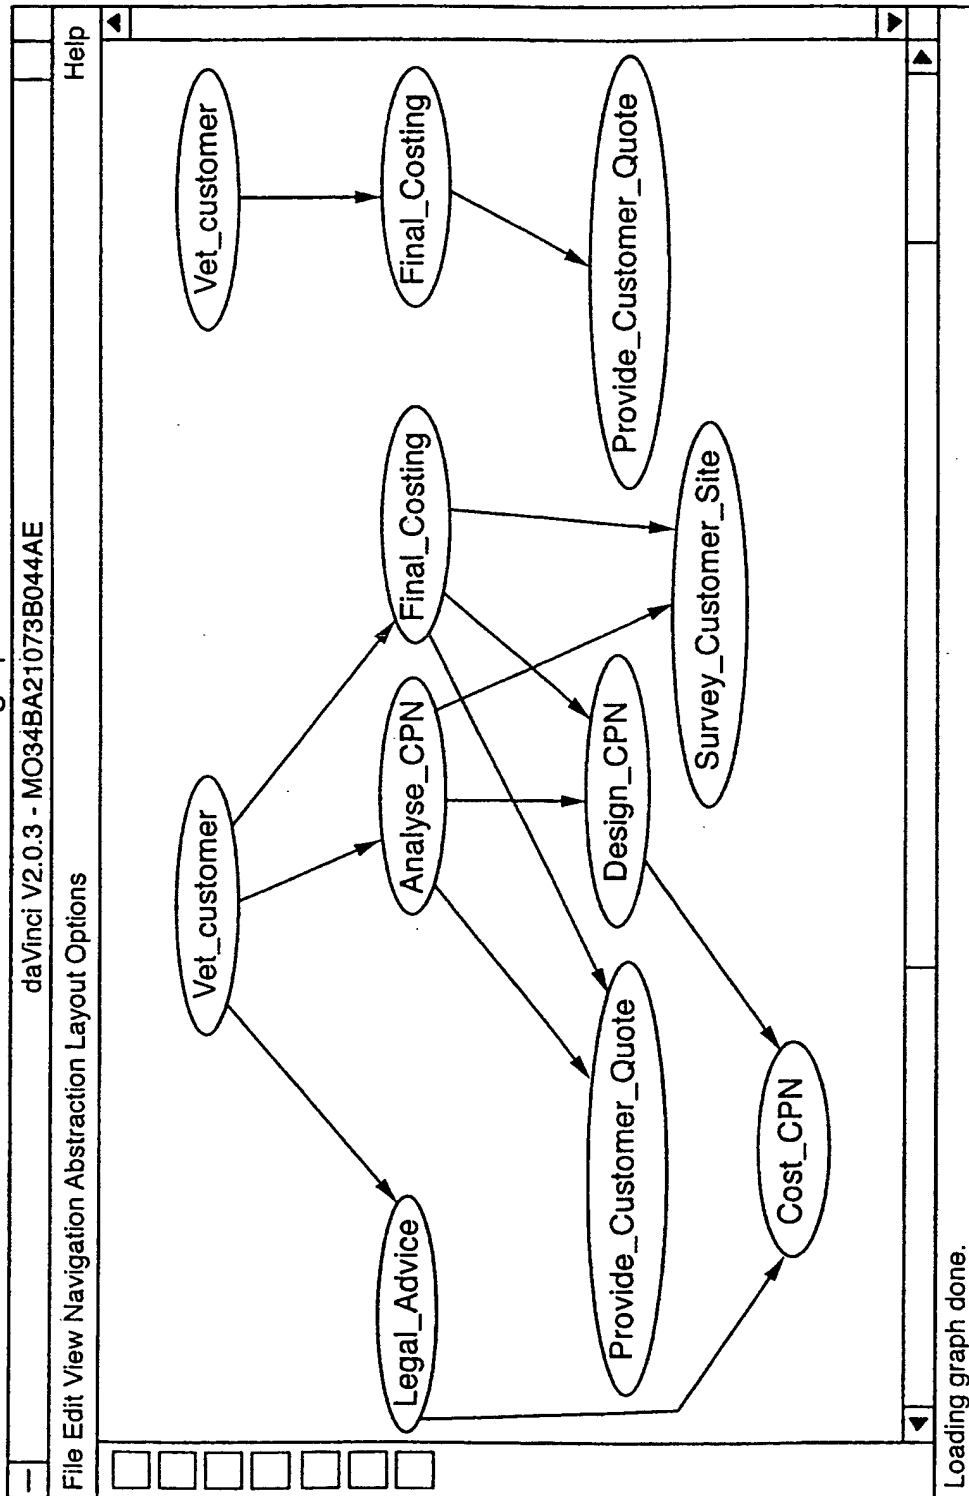 daVinci V2.0.3 - MO34BA21073B044AE
File Edit View Navigation Abstraction Layout Options
Help
Vet_customer
Vet_customer
Legal_Advice
Analyse_CPN
Final_Costing
Final_Costing
Provide_Customer_Quote
Design_CPN
Provide_Customer_Quote
Survey_Customer_Site
Cost_CPN
Loading graph done.